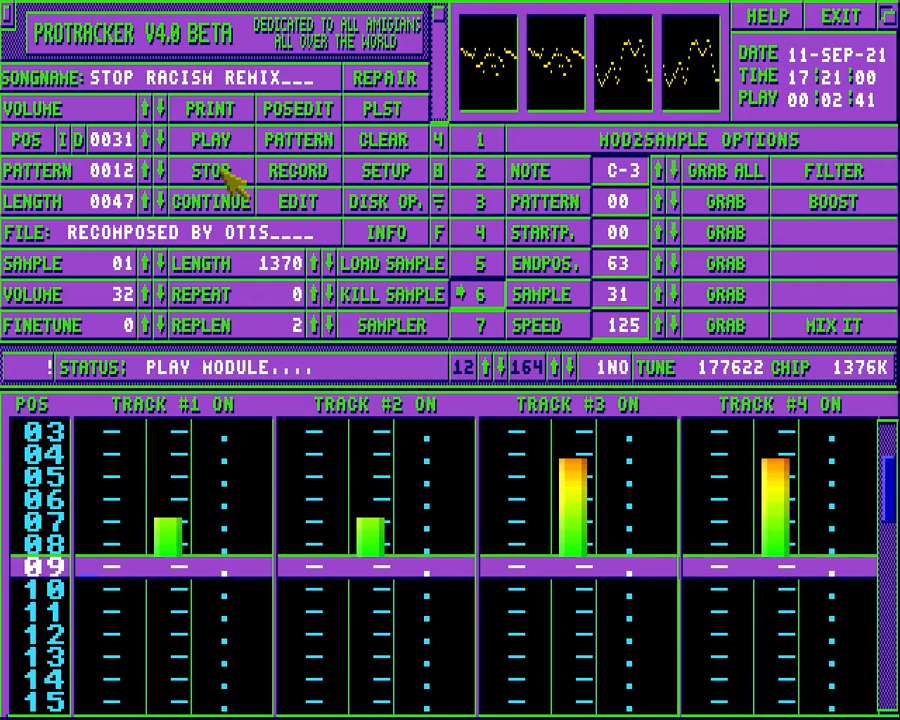 PROTRACKER V4.0 BETA
DEDICATED TO ALL AMIGIANS
ALL OVER THE WORLD
HELP EXIT
DATE 11-SEP-21
TIME 17:21:00
PLAY 00:02:41
SONGNAME: STOP RACISH REMIX___ REPAIR
VOLUME PRINT POSEDIT PLST
POS I D 0031 PLAY PATTERN CLEAR 4 1 MOD2SAMPLE OPTIONS
PATTERN 0012 STOP RECORD SETUP 8 2 NOTE C-3 GRAB ALL FILTER
LENGTH 0047 CONTINUE EDIT DISK OP. 3 PATTERN 00 GRAB BOOST
FILE: RECOMPOSED BY OTIS____ INFO F 4 STARTP. 00 GRAB
SAMPLE 01 LENGTH 1370 LOAD SAMPLE 5 ENDPOS. 63 GRAB
VOLUME 32 REPEAT 0 KILL SAMPLE 6 SAMPLE 31 GRAB
FINETUNE 0 REPLEN 2 SAMPLER 7 SPEED 125 GRAB MIX IT
! STATUS: PLAY MODULE.... 12 164 1NO TUNE 177622 CHIP 1376K
POS TRACK #1 ON TRACK #2 ON TRACK #3 ON TRACK #4 ON
03
04
05
06
07
08
09
10
11
12
13
14
15